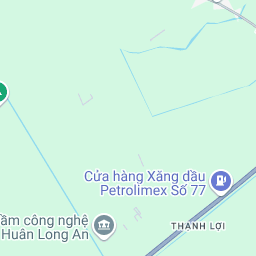 Cửa hàng Xăng dầu
Petrolimex Số 77
THẠNH LỢI
ầm công nghệ
Huân Long An